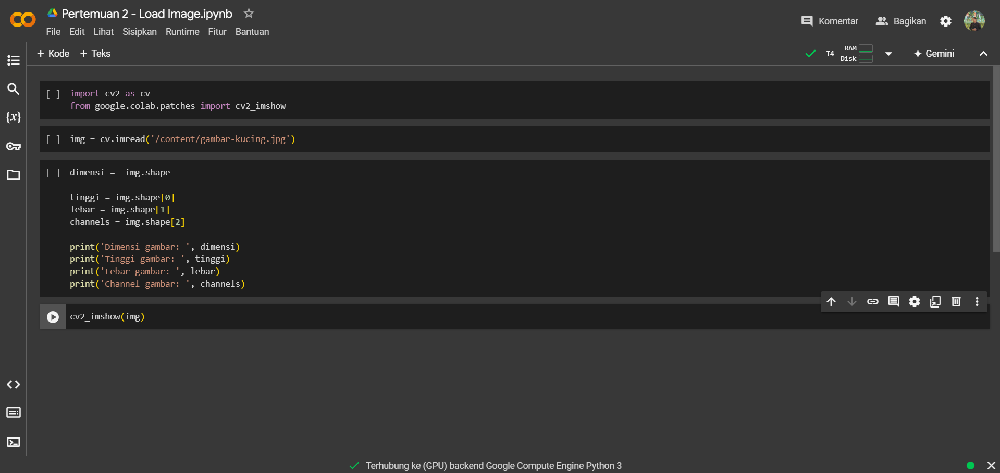 Pertemuan 2 - Load Image.ipynb
File Edit Lihat Sisipkan Runtime Fitur Bantuan
Komentar
Bagikan
+ Kode + Teks
T4
RAM
Disk
Gemini
[ ] import cv2 as cv
from google.colab.patches import cv2_imshow
[ ] img = cv.imread('/content/gambar-kucing.jpg')
[ ] dimensi =  img.shape
tinggi = img.shape[0]
lebar = img.shape[1]
channels = img.shape[2]
print('Dimensi gambar: ', dimensi)
print('Tinggi gambar: ', tinggi)
print('Lebar gambar: ', lebar)
print('Channel gambar: ', channels)
cv2_imshow(img)
{x}
Terhubung ke (GPU) backend Google Compute Engine Python 3